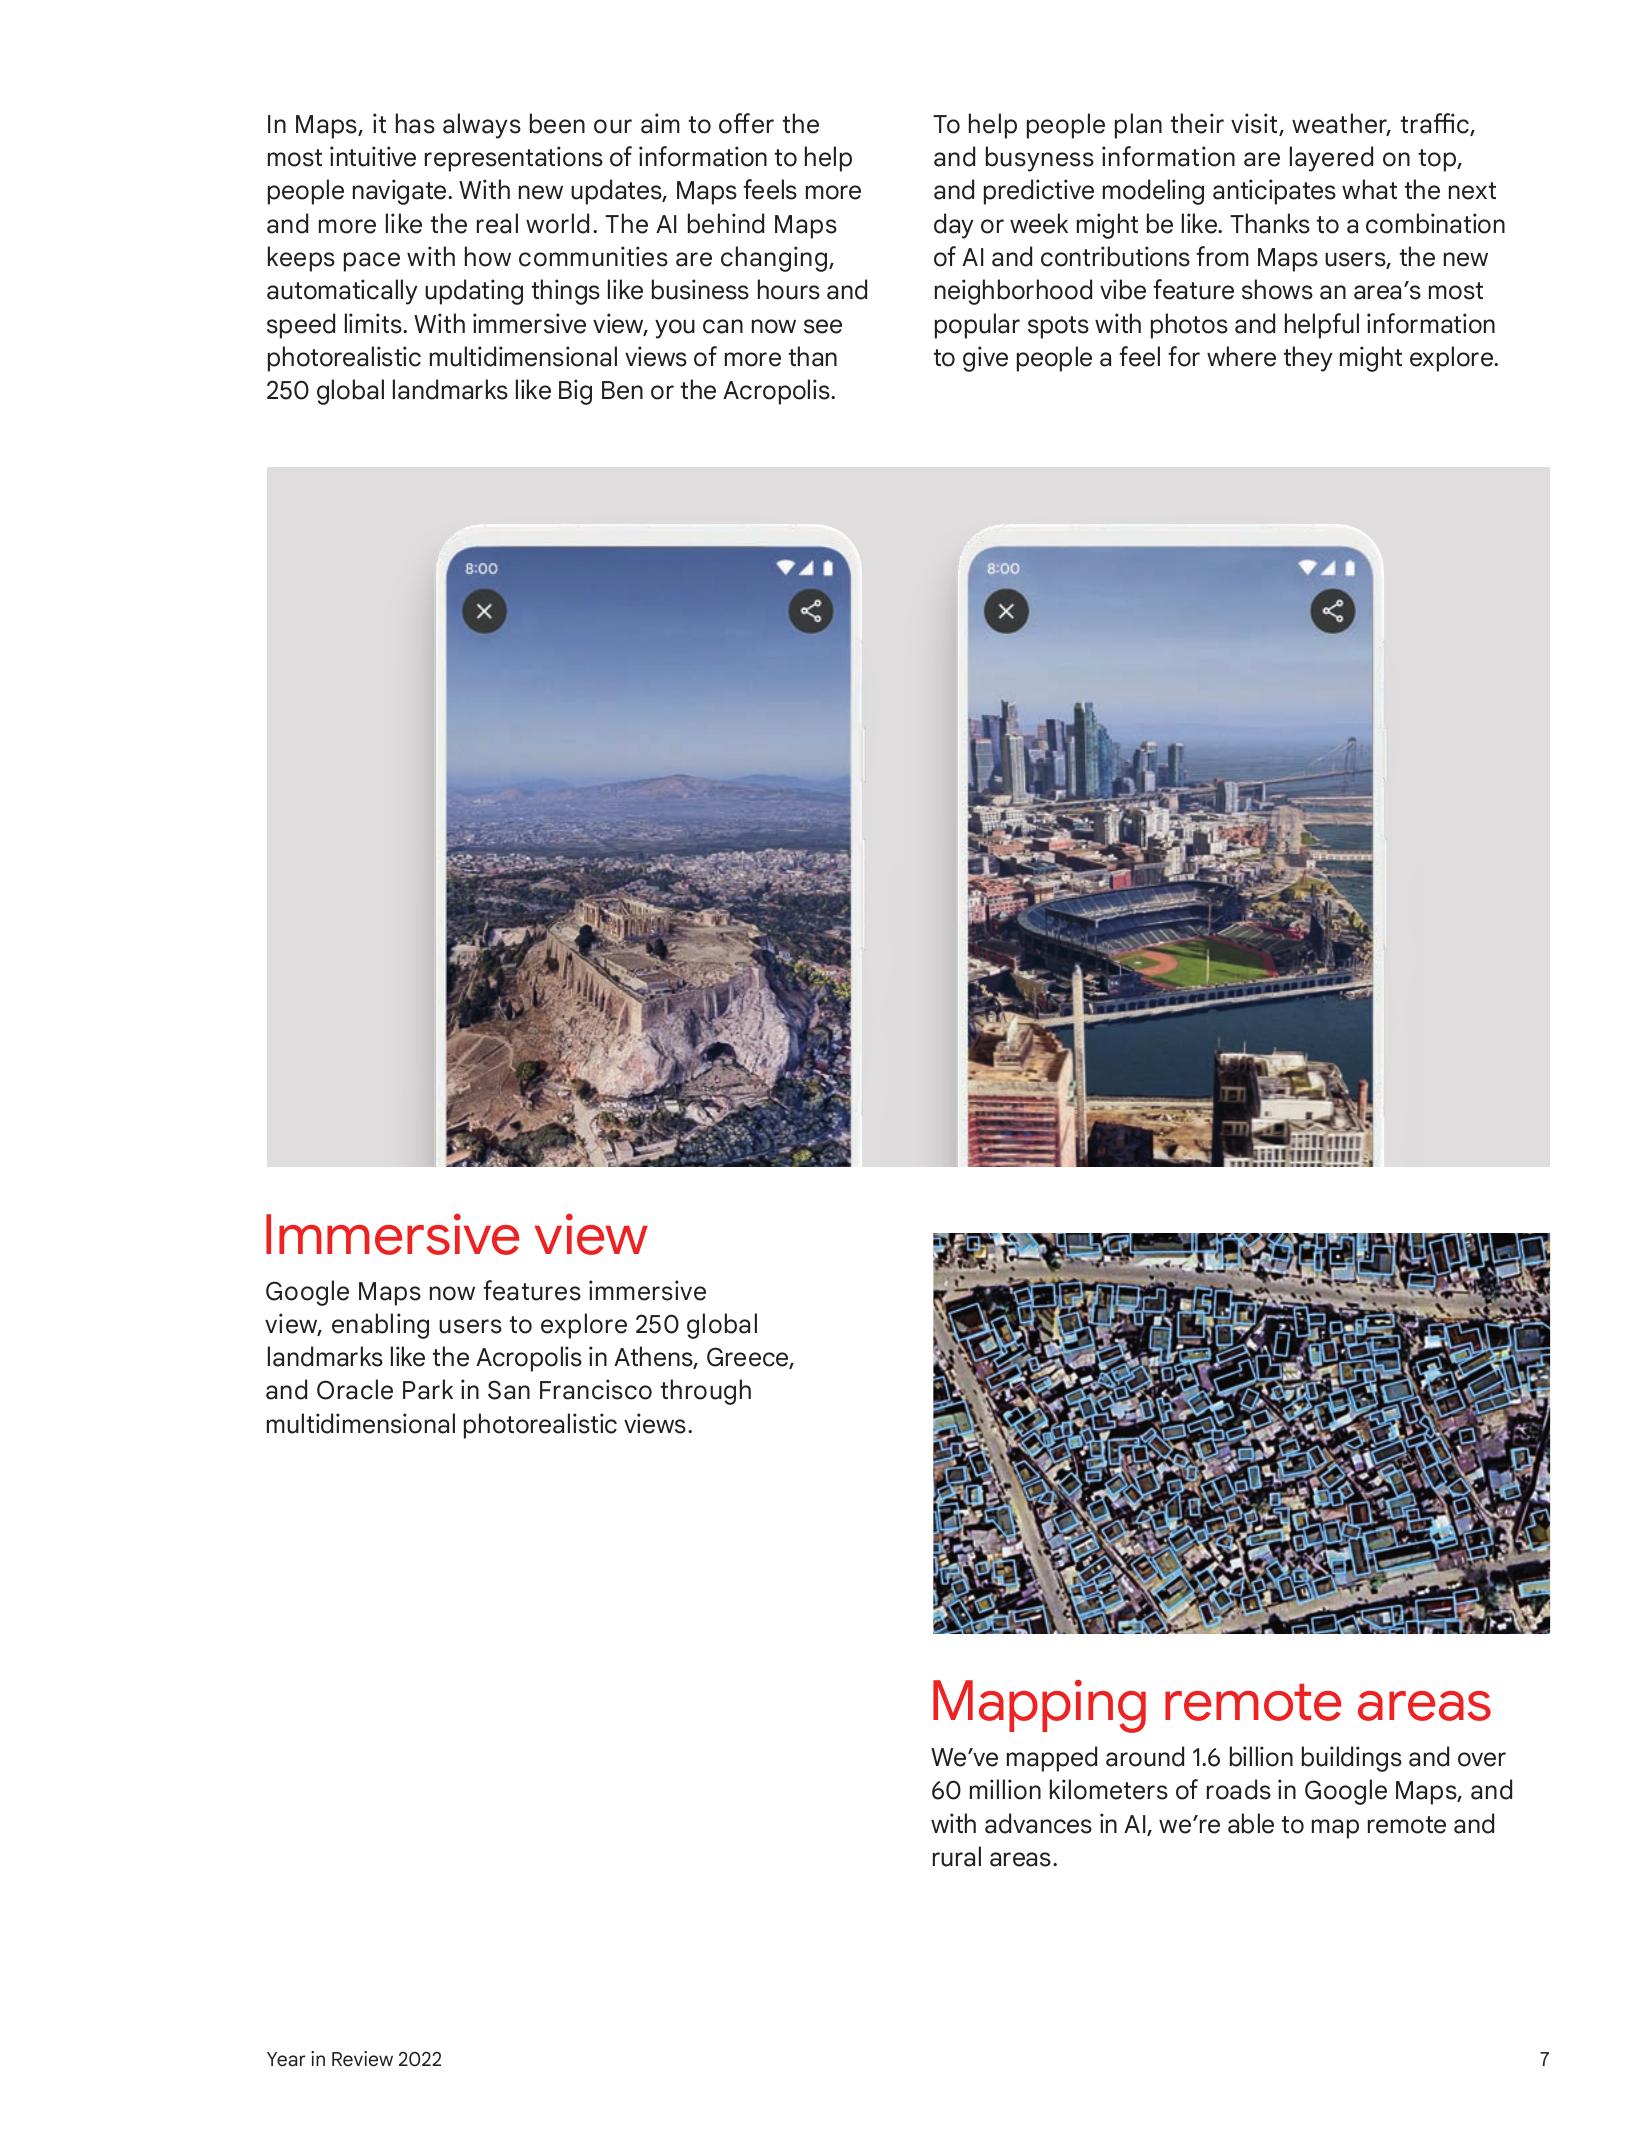 In Maps, it has always been our aim to offer the
most intuitive representations of information to help
people navigate. With new updates, Maps feels more
and more like the real world. The AI behind Maps
keeps pace with how communities are changing,
automatically updating things like business hours and
speed limits. With immersive view, you can now see
photorealistic multidimensional views of more than
250 global landmarks like Big Ben or the Acropolis.
To help people plan their visit, weather, traffic,
and busyness information are layered on top,
and predictive modeling anticipates what the next
day or week might be like. Thanks to a combination
of AI and contributions from Maps users, the new
neighborhood vibe feature shows an area’s most
popular spots with photos and helpful information
to give people a feel for where they might explore.
8:00
8:00
Immersive view
Google Maps now features immersive
view, enabling users to explore 250 global
landmarks like the Acropolis in Athens, Greece,
and Oracle Park in San Francisco through
multidimensional photorealistic views.
Mapping remote areas
We’ve mapped around 1.6 billion buildings and over
60 million kilometers of roads in Google Maps, and
with advances in AI, we’re able to map remote and
rural areas.
Year in Review 2022
7